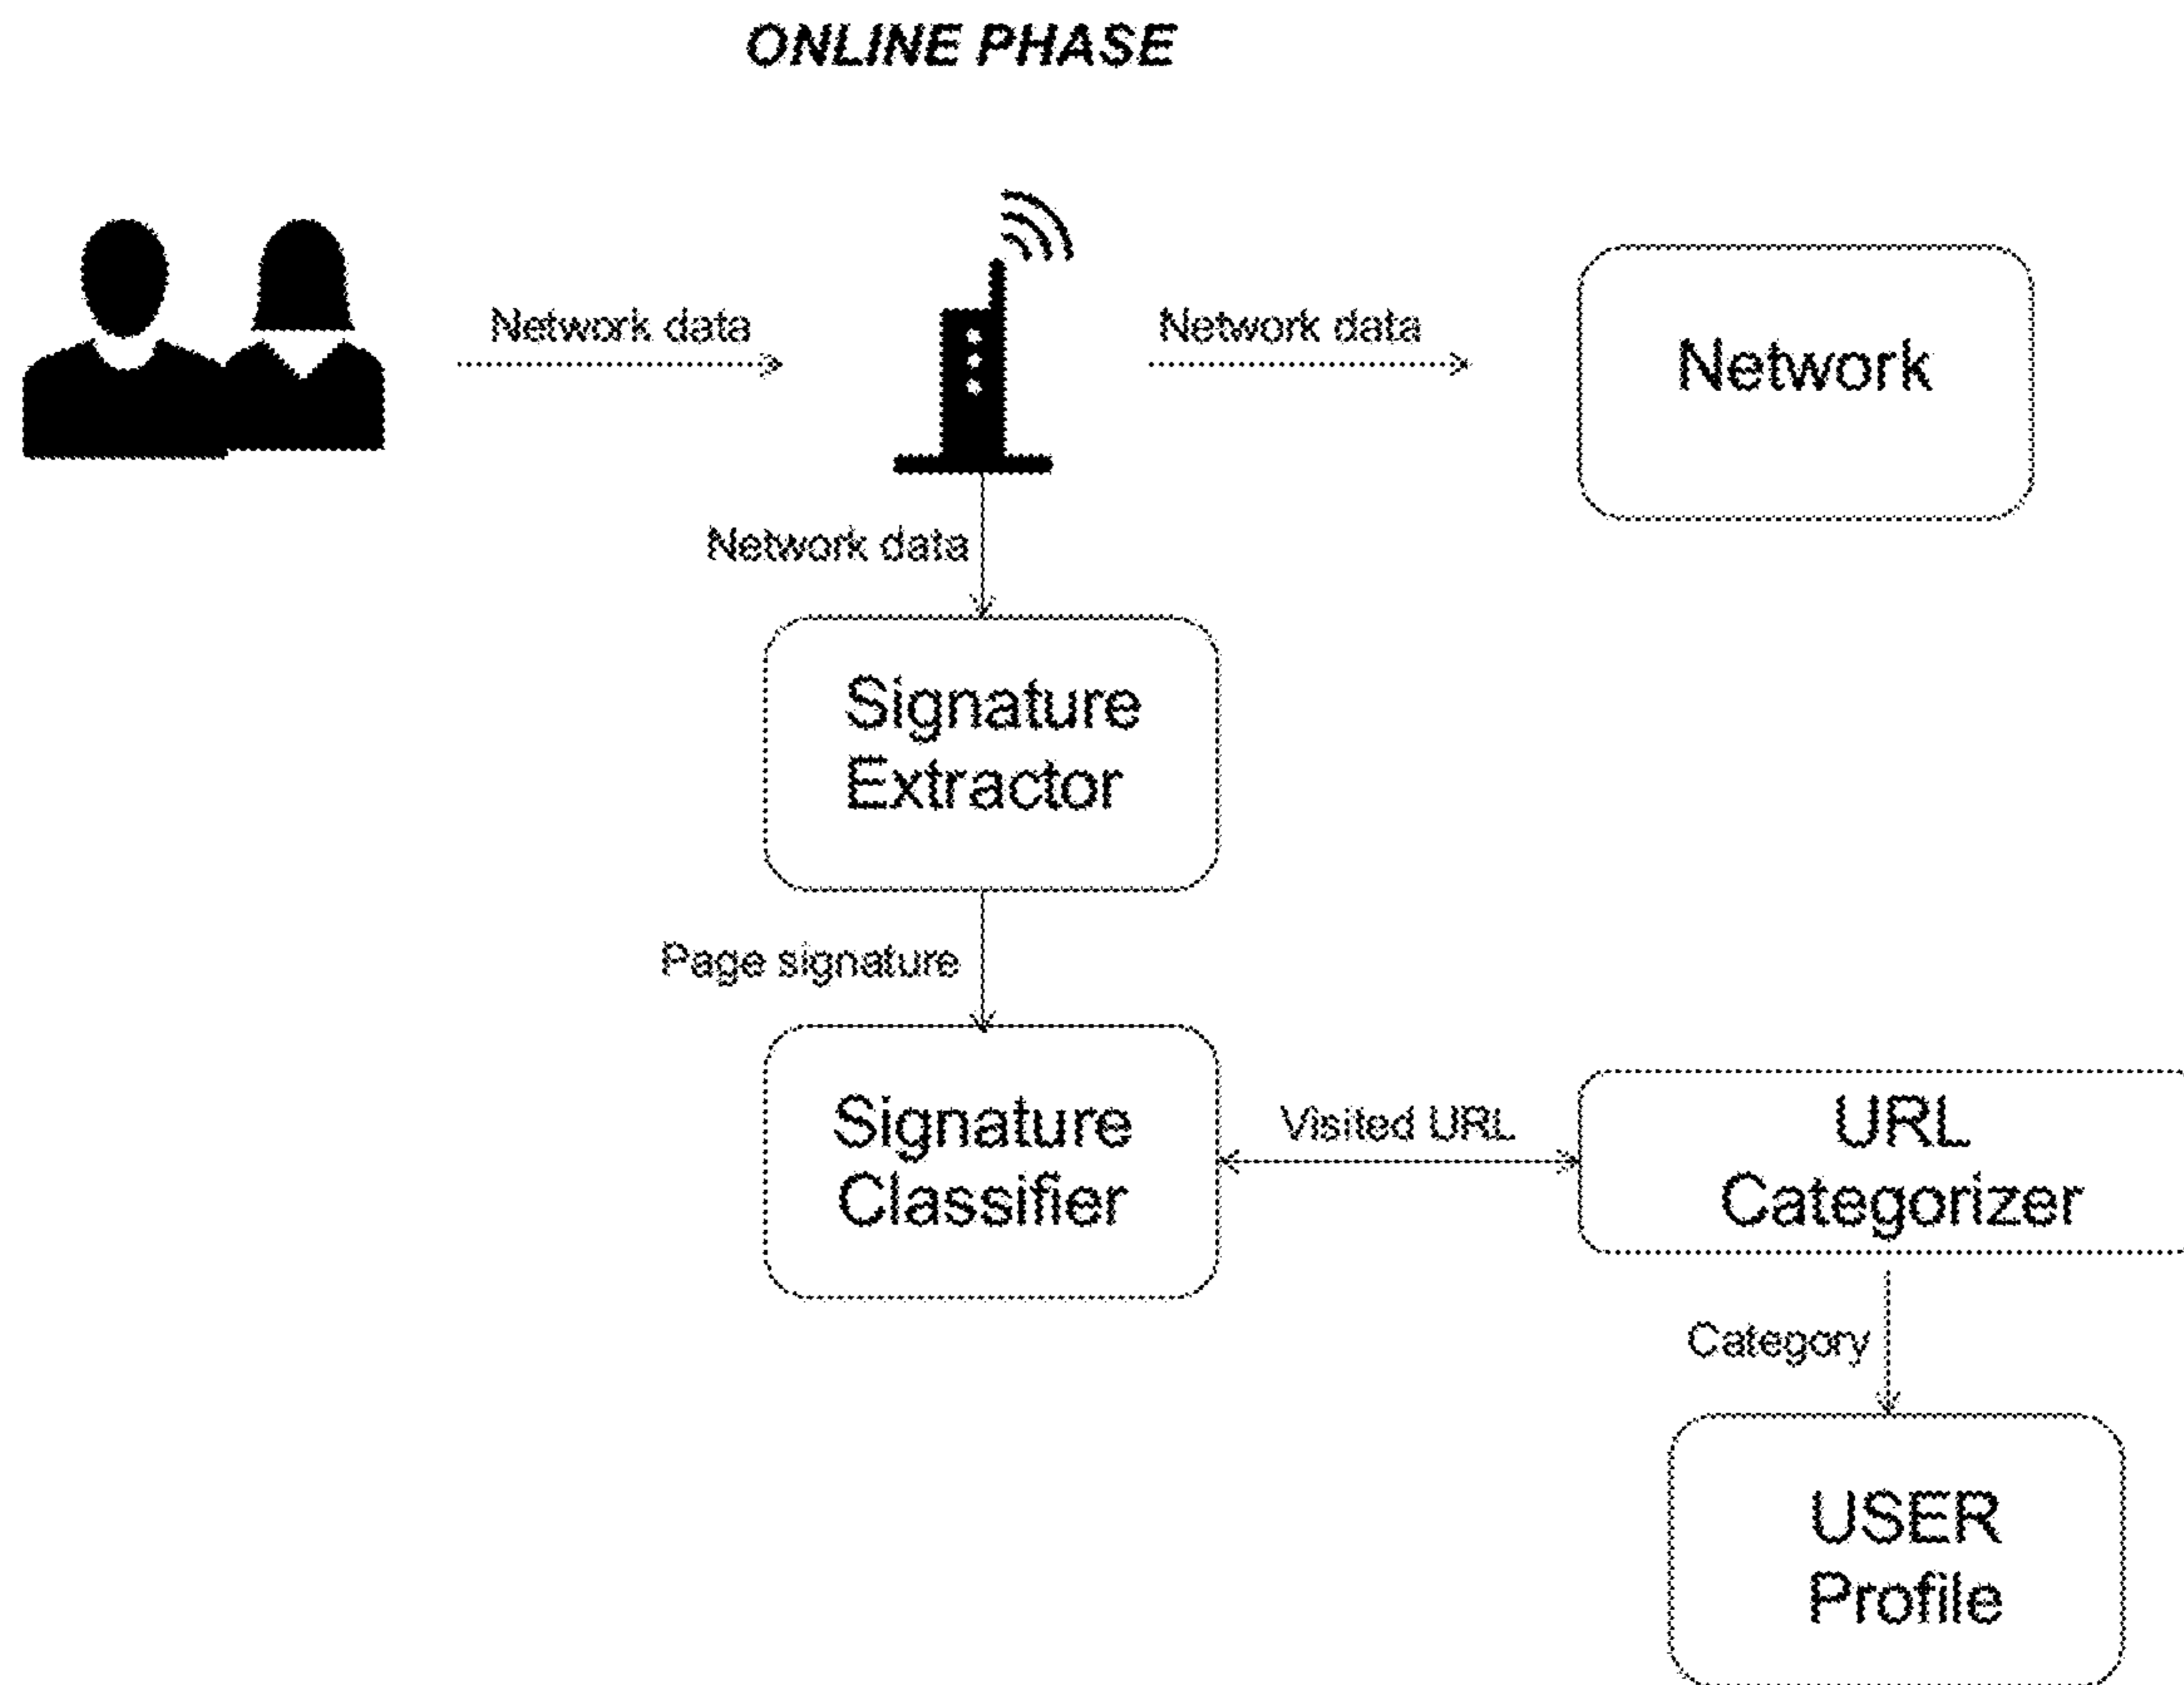 ONLINE PHASE
Network data
Network data
Network
Network data
Signature
Extractor
Page signature
Signature
Classifier
Visited URL
URL
Categorizer
Category
USER
Profile